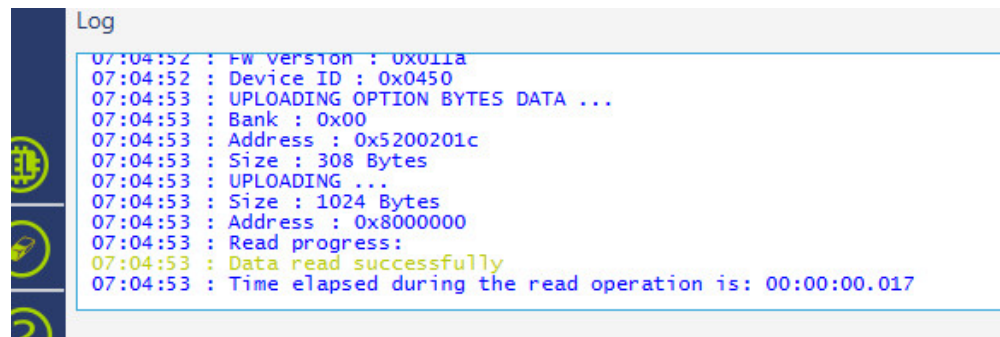 Log
07:04:52 : FW version : 0x011a
07:04:52 : Device ID : 0x0450
07:04:53 : UPLOADING OPTION BYTES DATA ...
07:04:53 : Bank : 0x00
07:04:53 : Address : 0x5200201c
07:04:53 : Size : 308 Bytes
07:04:53 : UPLOADING ...
07:04:53 : Size : 1024 Bytes
07:04:53 : Address : 0x8000000
07:04:53 : Read progress:
07:04:53 : Data read successfully
07:04:53 : Time elapsed during the read operation is: 00:00:00.017